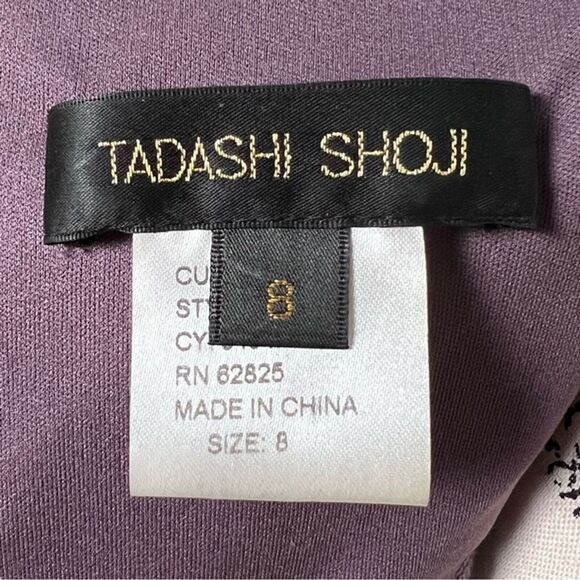 TADASHI SHOJI
8
RN 62825
MADE IN CHINA
SIZE: 8